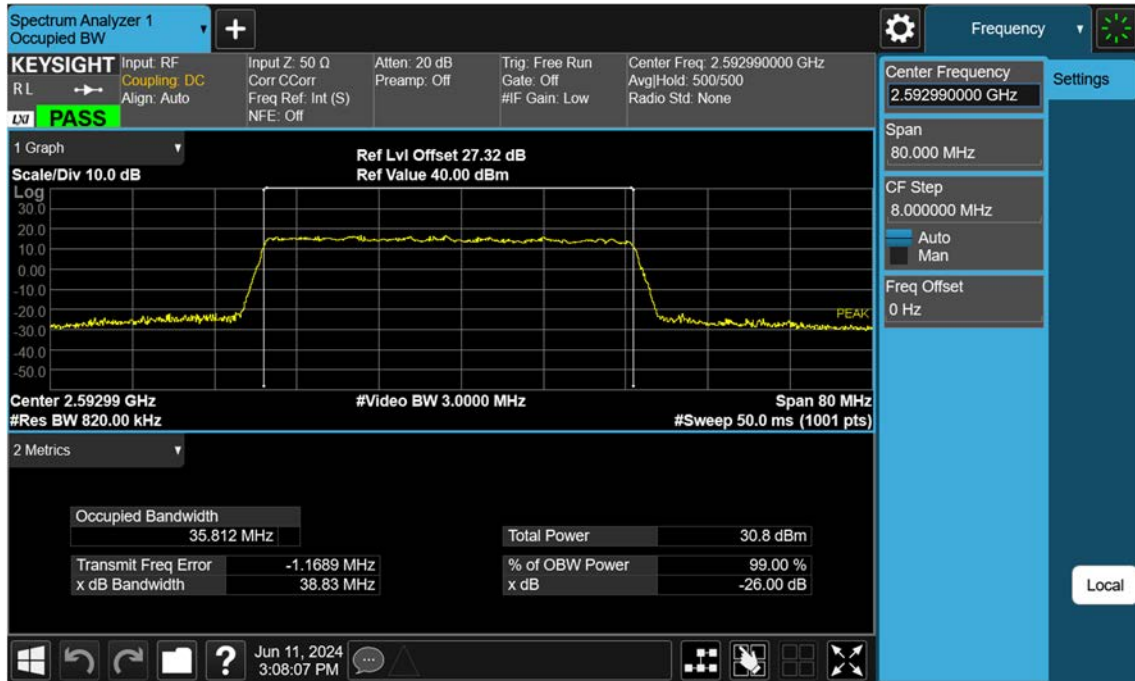 Spectrum Analyzer 1
Occupied BW
Frequency
KEYSIGHT
RL
LXI
PASS
Input: RF
Coupling: DC
Align: Auto
Input Z: 50 Ω
Corr CCorr
Freq Ref: Int (S)
NFE: Off
Atten: 20 dB
Preamp: Off
Trig: Free Run
Gate: Off
#IF Gain: Low
Center Freq: 2.592990000 GHz
Avg|Hold: 500/500
Radio Std: None
Center Frequency
2.592990000 GHz
Settings
Span
80.000 MHz
CF Step
8.000000 MHz
Auto
Man
Freq Offset
0 Hz
Local
1 Graph
Scale/Div 10.0 dB
Ref Lvl Offset 27.32 dB
Ref Value 40.00 dBm
Log
30.0
20.0
10.0
0.00
-10.0
-20.0
-30.0
-40.0
-50.0
PEAK
Center 2.59299 GHz
#Video BW 3.0000 MHz
Span 80 MHz
#Res BW 820.00 kHz
#Sweep 50.0 ms (1001 pts)
2 Metrics
Occupied Bandwidth
35.812 MHz
Total Power 30.8 dBm
Transmit Freq Error -1.1689 MHz
% of OBW Power 99.00 %
x dB Bandwidth 38.83 MHz
x dB -26.00 dB
Jun 11, 2024
3:08:07 PM